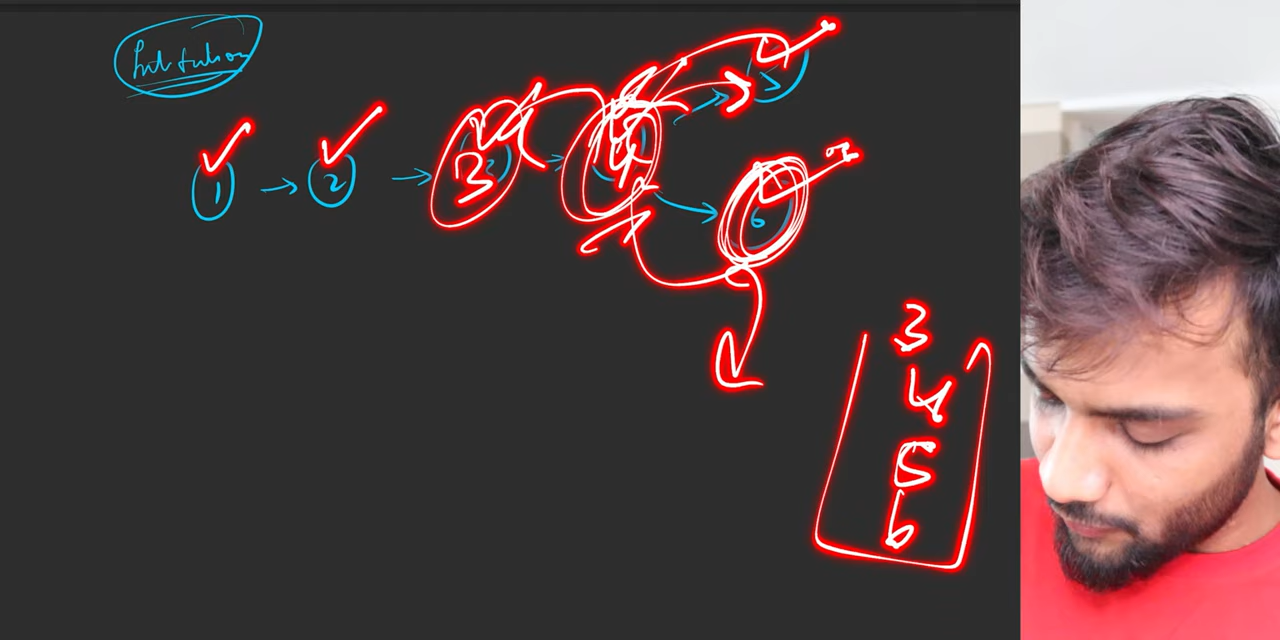 Intuition
1 → 2 → 3 → 4 → 5
6
3
4
5
6